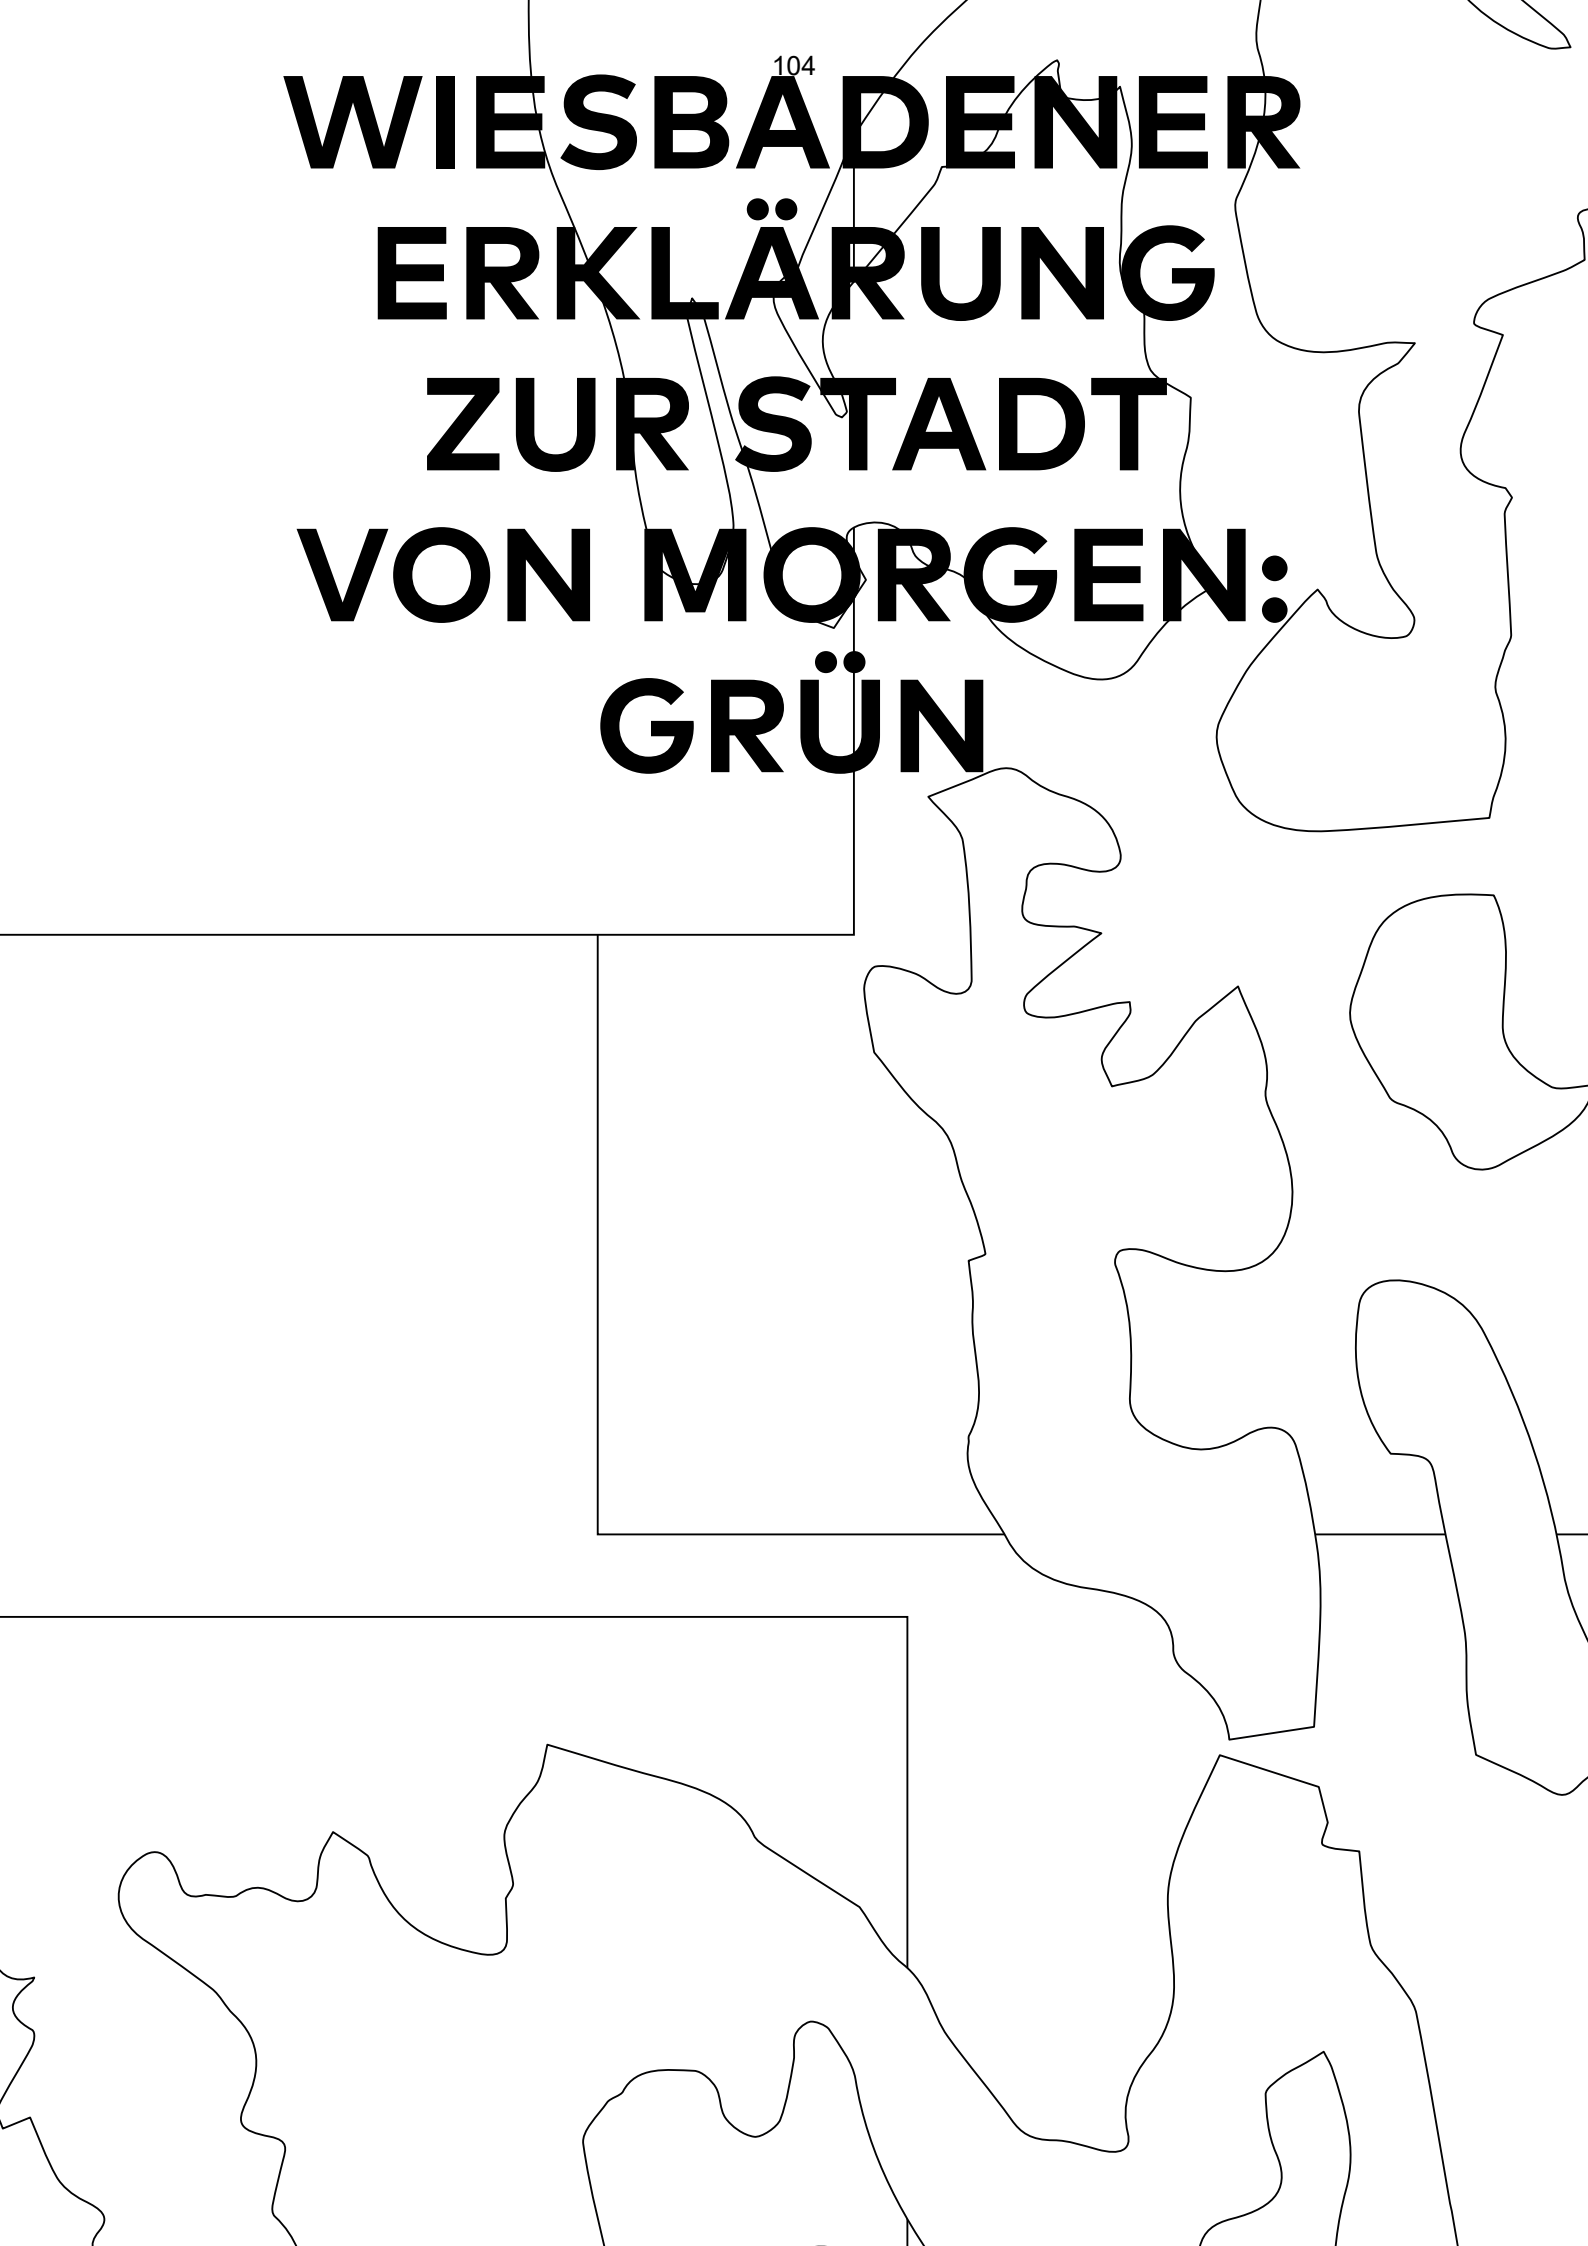 104
WIESBADENER
ERKLÄRUNG
ZUR STADT
VON MORGEN:
GRÜN